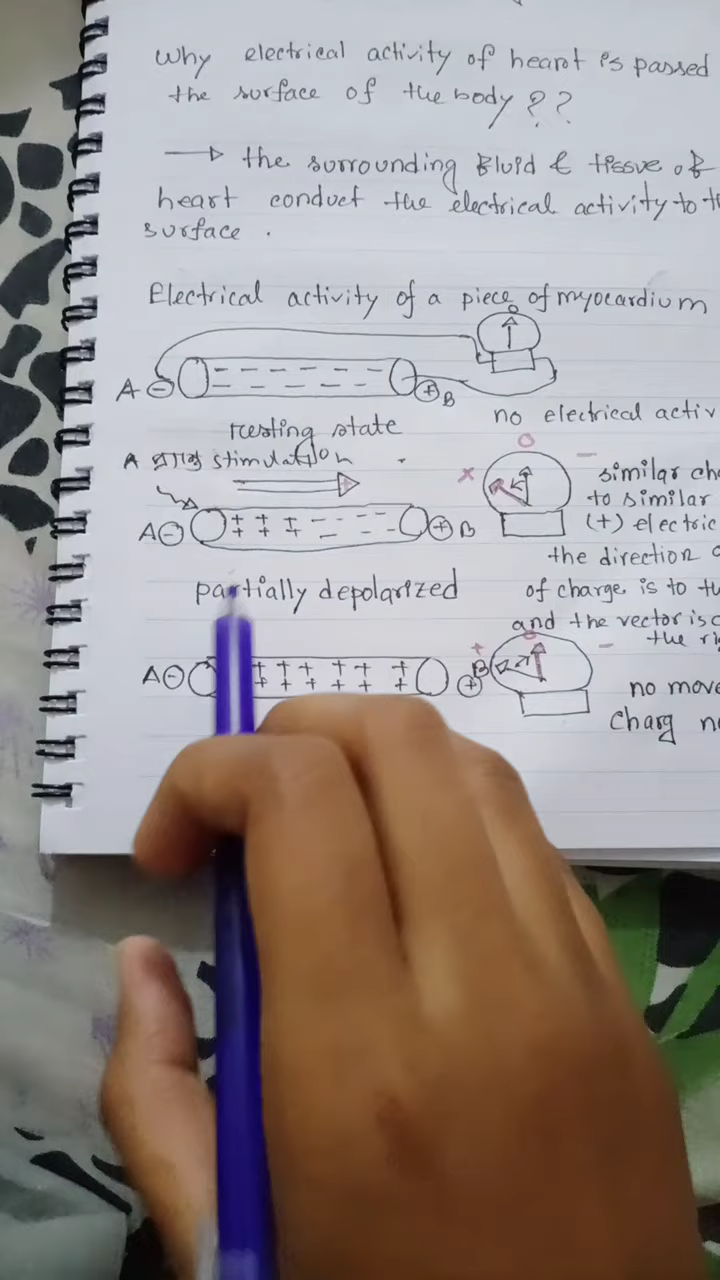 Why electrical activity of heart is passed
the surface of the body??
→ the surrounding fluid & tissue of
heart conduct the electrical activity to
surface .
Electrical activity of a piece of myocardium
o
A - + B
resting state
no electrical
A প্রান্তে stimulation
o
x -
similar
A - + + + - - - + B
+ + + - - -
to similar
(+) electric
the direction
partially depolarized
of charge is to
and the vector is
the
+ o -
A - + + + + + + B
+ + + + + + +
no
charg